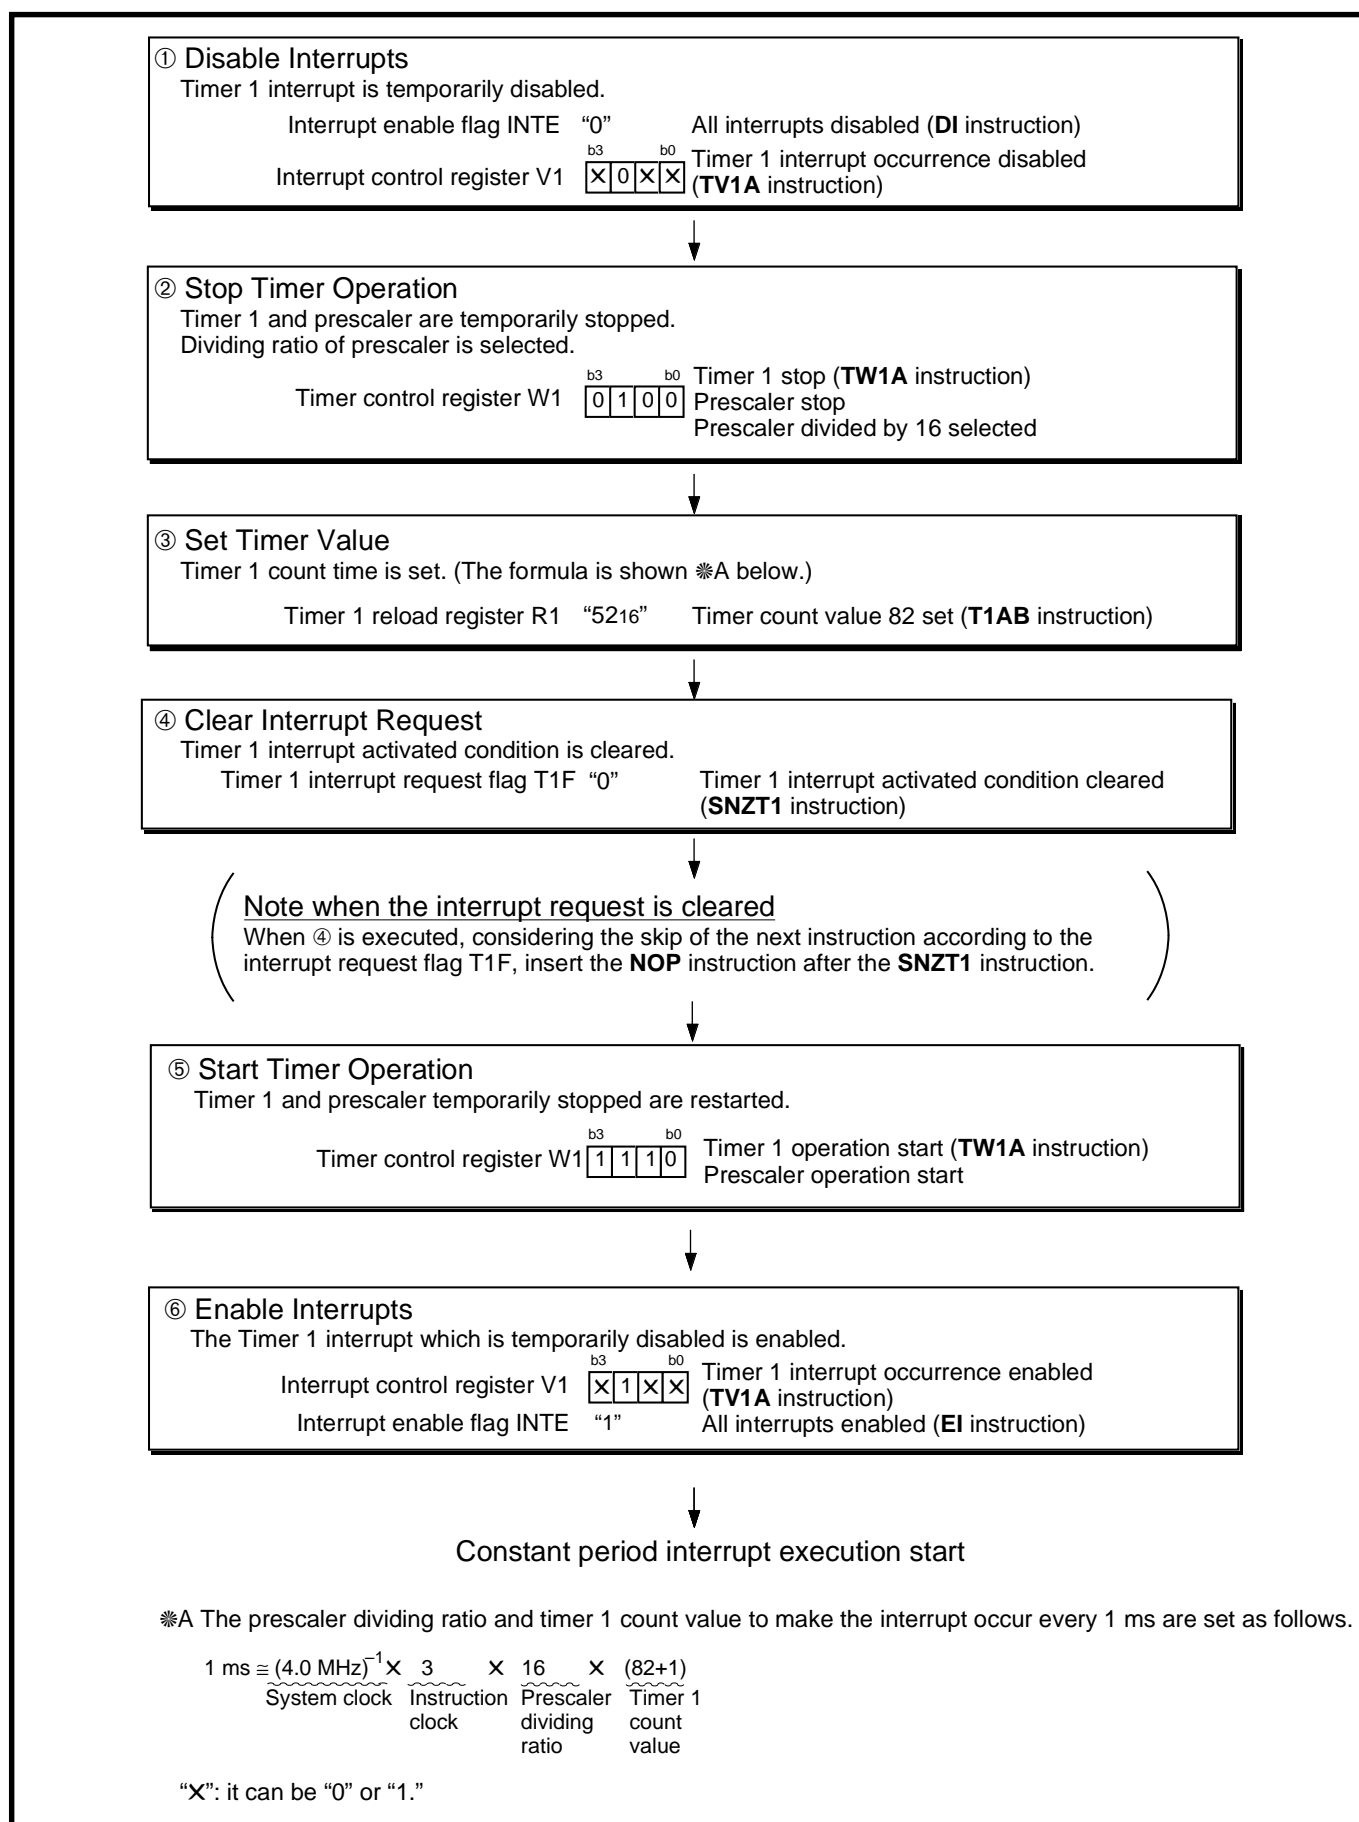 ① Disable Interrupts
Timer 1 interrupt is temporarily disabled.
Interrupt enable flag INTE “0” All interrupts disabled (DI instruction)
b3 b0
Interrupt control register V1 ✕ 0 ✕ ✕ Timer 1 interrupt occurrence disabled
(TV1A instruction)
② Stop Timer Operation
Timer 1 and prescaler are temporarily stopped.
Dividing ratio of prescaler is selected.
b3 b0 Timer 1 stop (TW1A instruction)
Timer control register W1 0 1 0 0 Prescaler stop
Prescaler divided by 16 selected
③ Set Timer Value
Timer 1 count time is set. (The formula is shown ❋A below.)
Timer 1 reload register R1 “5216” Timer count value 82 set (T1AB instruction)
④ Clear Interrupt Request
Timer 1 interrupt activated condition is cleared.
Timer 1 interrupt request flag T1F “0” Timer 1 interrupt activated condition cleared
(SNZT1 instruction)
Note when the interrupt request is cleared
When ④ is executed, considering the skip of the next instruction according to the
interrupt request flag T1F, insert the NOP instruction after the SNZT1 instruction.
⑤ Start Timer Operation
Timer 1 and prescaler temporarily stopped are restarted.
b3 b0
Timer control register W1 1 1 1 0 Timer 1 operation start (TW1A instruction)
Prescaler operation start
⑥ Enable Interrupts
The Timer 1 interrupt which is temporarily disabled is enabled.
b3 b0
Interrupt control register V1 ✕ 1 ✕ ✕ Timer 1 interrupt occurrence enabled
(TV1A instruction)
Interrupt enable flag INTE “1” All interrupts enabled (EI instruction)
Constant period interrupt execution start
❋A The prescaler dividing ratio and timer 1 count value to make the interrupt occur every 1 ms are set as follows.
1 ms ≅ (4.0 MHz)–1 ✕ 3 ✕ 16 ✕ (82+1)
System clock Instruction Prescaler Timer 1
clock dividing count
ratio value
“✕”: it can be “0” or “1.”